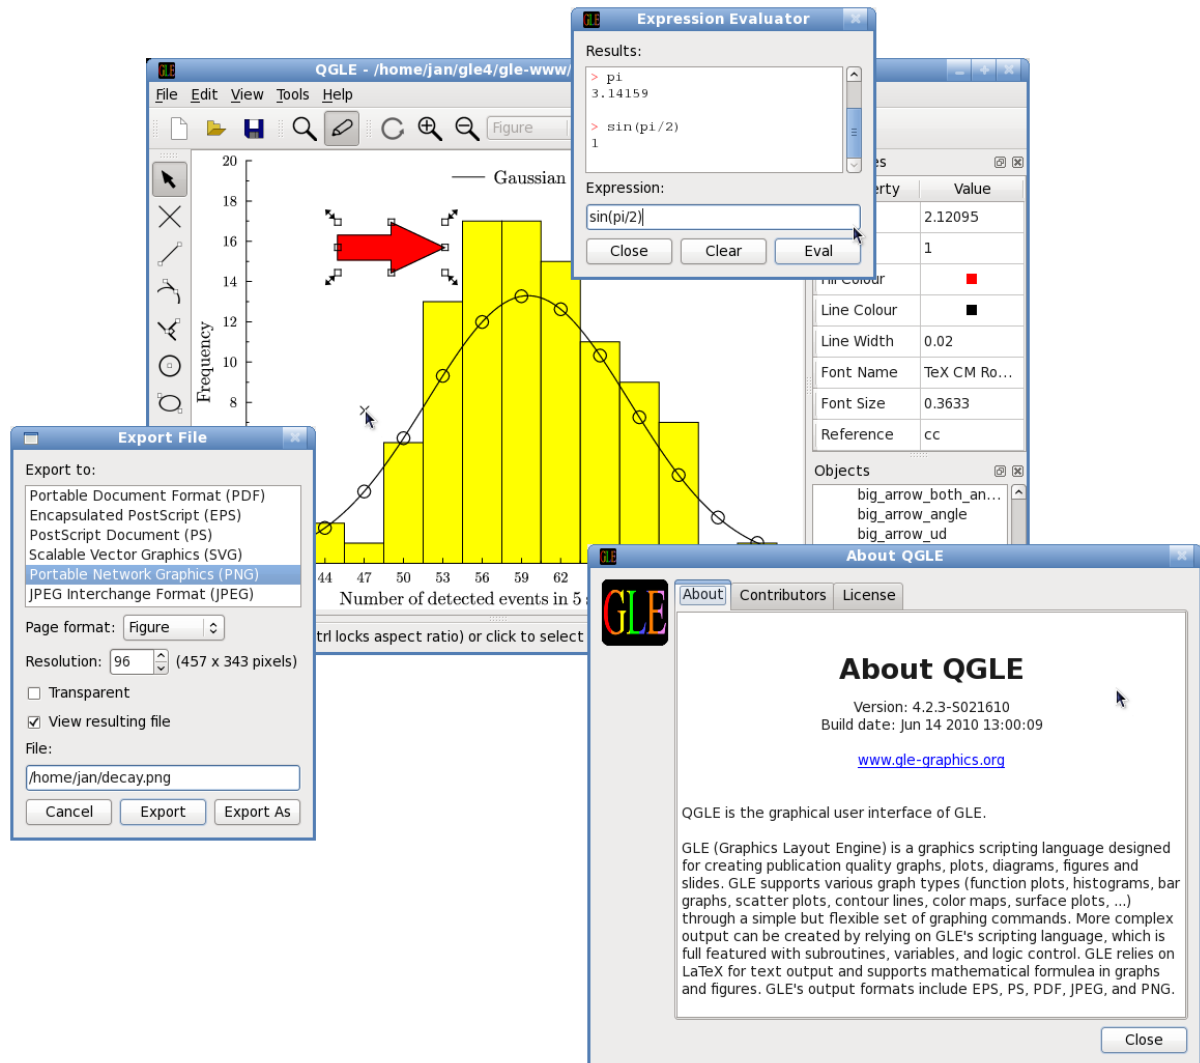 Expression Evaluator
Results:
> pi
3.14159
> sin(pi/2)
1
Expression:
sin(pi/2)
Close Clear Eval
QGLE - /home/jan/gle4/gle-www/
File Edit View Tools Help
Figure
20
18
16
14
12
10
8
Frequency
Gaussian
44 47 50 53 56 59 62
Number of detected events in 5
trl locks aspect ratio) or click to select
Value
2.12095
1
Fill Colour
Line Colour
Line Width 0.02
Font Name TeX CM Ro...
Font Size 0.3633
Reference cc
Objects
big_arrow_both_an...
big_arrow_angle
big_arrow_ud
Export File
Export to:
Portable Document Format (PDF)
Encapsulated PostScript (EPS)
PostScript Document (PS)
Scalable Vector Graphics (SVG)
Portable Network Graphics (PNG)
JPEG Interchange Format (JPEG)
Page format: Figure
Resolution: 96 (457 x 343 pixels)
Transparent
View resulting file
File:
/home/jan/decay.png
Cancel Export Export As
About QGLE
GLE
About Contributors License
About QGLE
Version: 4.2.3-S021610
Build date: Jun 14 2010 13:00:09
www.gle-graphics.org
QGLE is the graphical user interface of GLE.
GLE (Graphics Layout Engine) is a graphics scripting language designed
for creating publication quality graphs, plots, diagrams, figures and
slides. GLE supports various graph types (function plots, histograms, bar
graphs, scatter plots, contour lines, color maps, surface plots, ...)
through a simple but flexible set of graphing commands. More complex
output can be created by relying on GLE's scripting language, which is
full featured with subroutines, variables, and logic control. GLE relies on
LaTeX for text output and supports mathematical formulea in graphs
and figures. GLE's output formats include EPS, PS, PDF, JPEG, and PNG.
Close